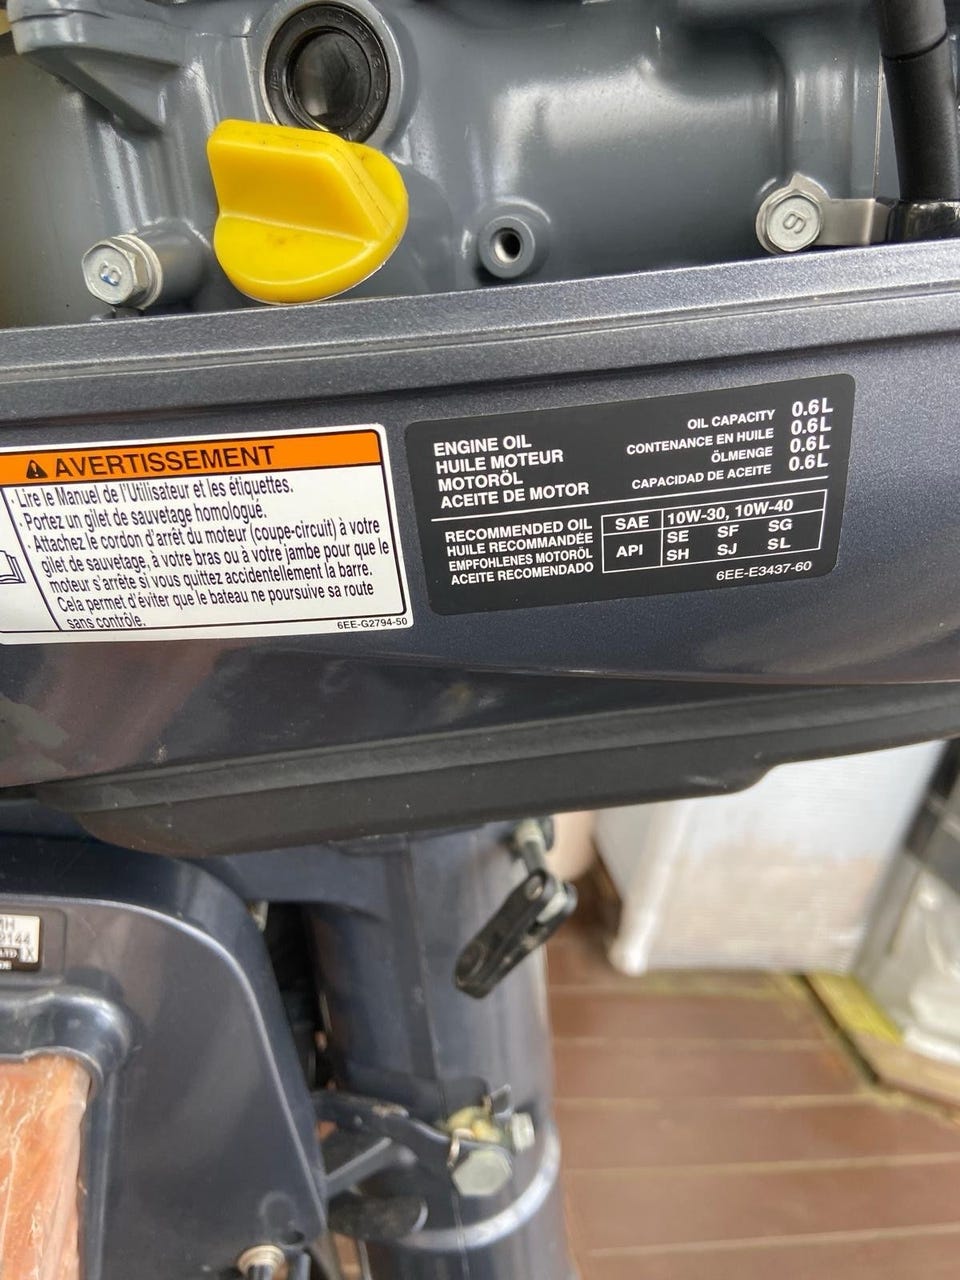 8
6
AVERTISSEMENT
· Lire le Manuel de l'Utilisateur et les étiquettes.
· Portez un gilet de sauvetage homologué.
· Attachez le cordon d'arrêt du moteur (coupe-circuit) à votre
gilet de sauvetage, à votre bras ou à votre jambe pour que le
moteur s'arrête si vous quittez accidentellement la barre.
Cela permet d'éviter que le bateau ne poursuive sa route
sans contrôle.
6EE-G2794-50
ENGINE OIL
HUILE MOTEUR
MOTORÖL
ACEITE DE MOTOR
OIL CAPACITY 0.6L
CONTENANCE EN HUILE 0.6L
ÖLMENGE 0.6L
CAPACIDAD DE ACEITE 0.6L
RECOMMENDED OIL
HUILE RECOMMANDÉE
EMPFOHLENES MOTORÖL
ACEITE RECOMENDADO
SAE 10W-30, 10W-40
API SE SF SG
SH SJ SL
6EE-E3437-60
MH
2144
LTD X